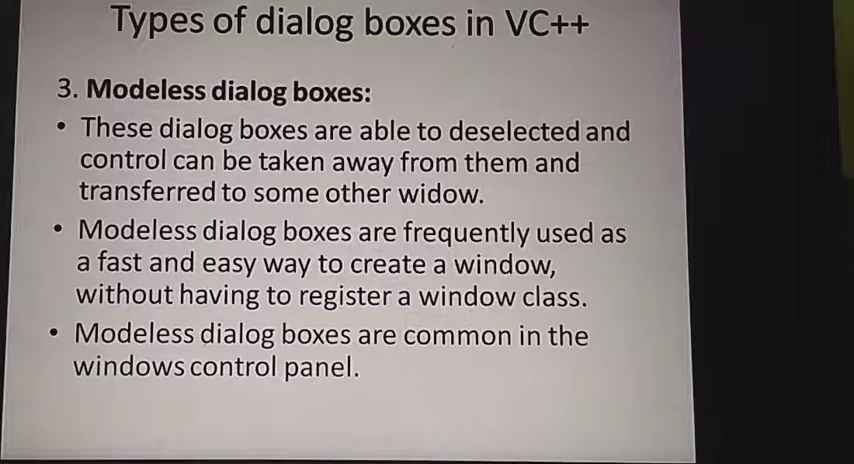 Types of dialog boxes in VC++
3. Modeless dialog boxes:
• These dialog boxes are able to deselected and
control can be taken away from them and
transferred to some other widow.
• Modeless dialog boxes are frequently used as
a fast and easy way to create a window,
without having to register a window class.
• Modeless dialog boxes are common in the
windows control panel.